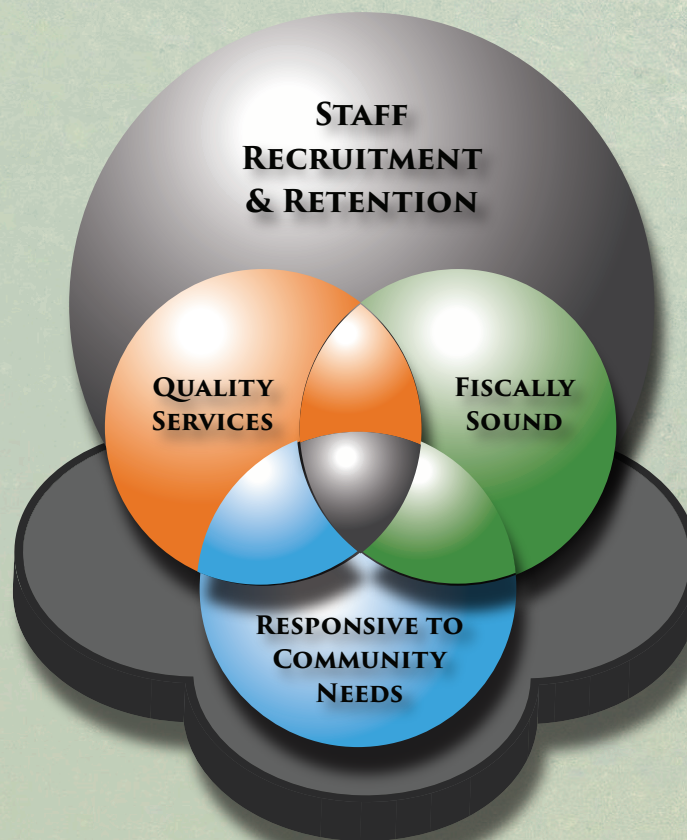 Staff
Recruitment
& Retention
Quality
Services
Fiscally
Sound
Responsive to
Community
Needs